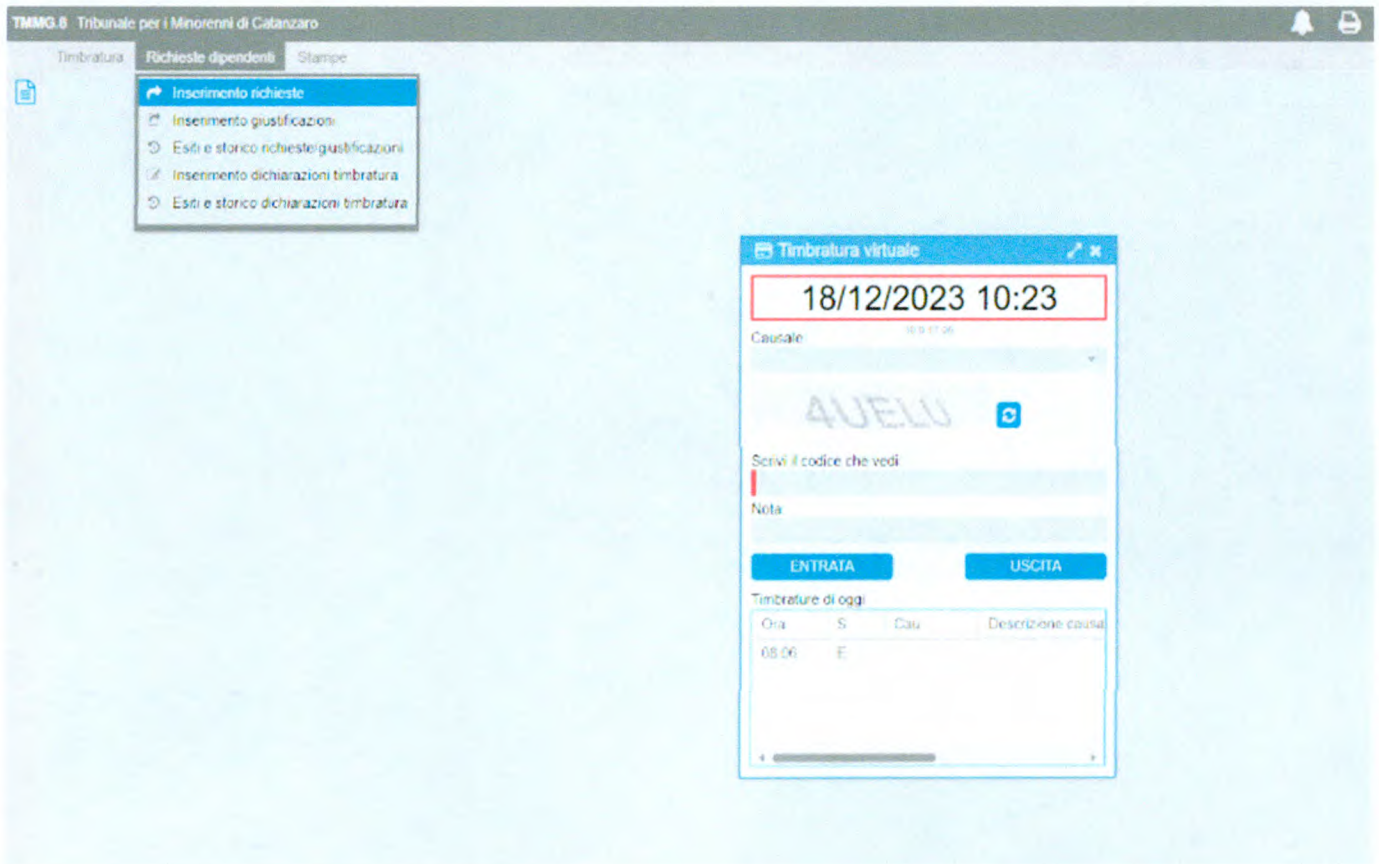 TMMG.8 Tribunale per i Minorenni di Catanzaro
Timbratura Richieste dipendenti Stampe
Inserimento richieste
Inserimento giustificazioni
Esiti e storico richieste/giustificazioni
Inserimento dichiarazioni timbratura
Esiti e storico dichiarazioni timbratura
Timbratura virtuale
18/12/2023 10:23
Causale
4UELU
Scrivi il codice che vedi
Nota
ENTRATA USCITA
Timbrature di oggi
Ora S Cau Descrizione causa
08:06 E